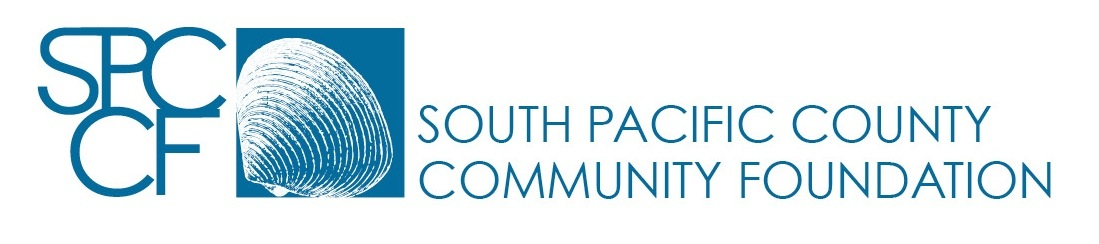 SPC
CF
SOUTH PACIFIC COUNTY
COMMUNITY FOUNDATION